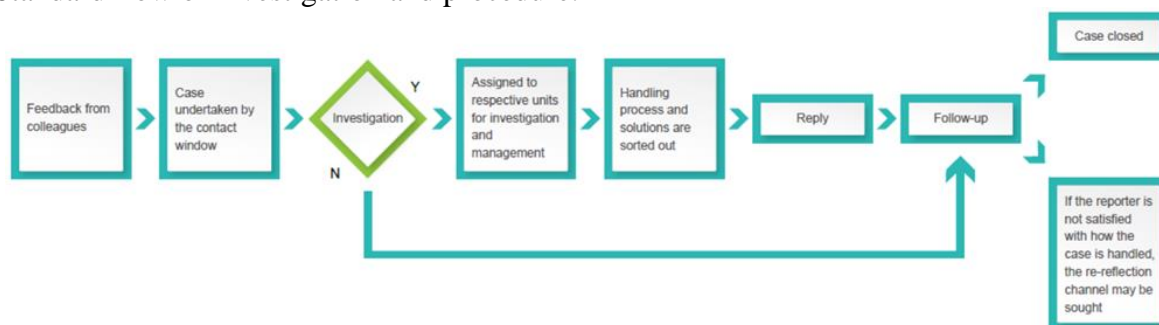 Standard flow of investigation and procedure:
Feedback from
colleagues
Case
undertaken by
the contact
window
Investigation
Y
N
Assigned to
respective units
for investigation
and
management
Handling
process and
solutions are
sorted out
Reply
Follow-up
Case closed
If the reporter is
not satisfied
with how the
case is handled,
the re-reflection
channel may be
sought